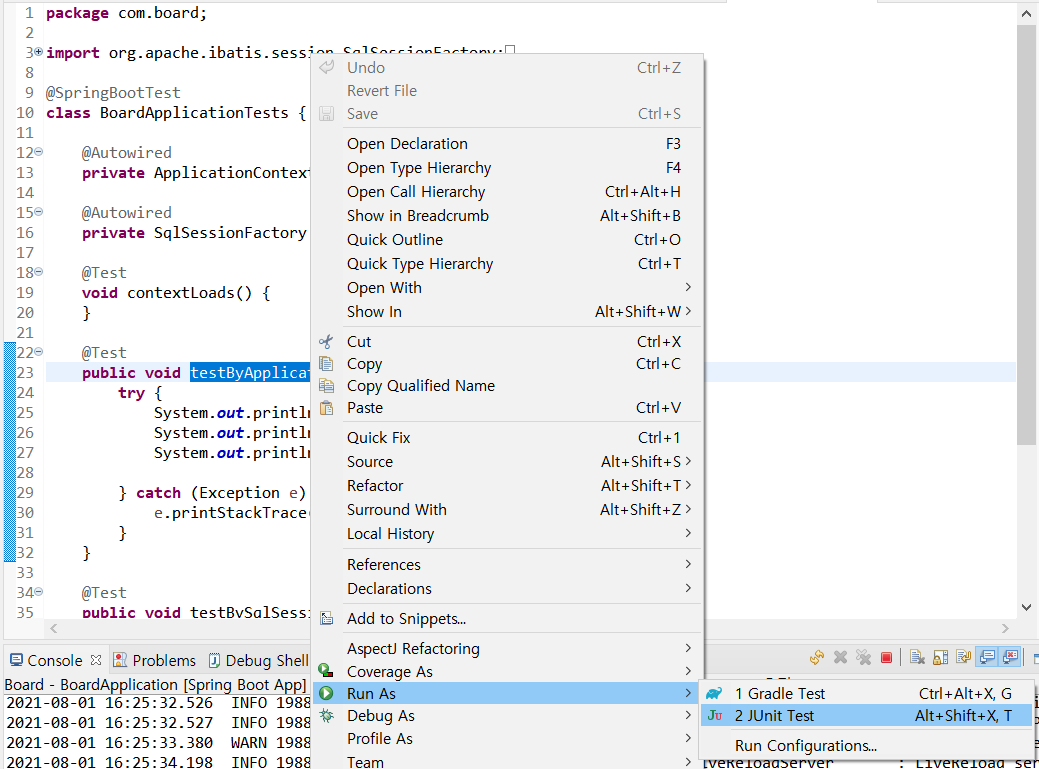 1 package com.board;
2
3 import org.apache.ibatis.session.SqlSessionFactory;
8
9 @SpringBootTest
10 class BoardApplicationTests {
11
12 @Autowired
13 private ApplicationContext
14
15 @Autowired
16 private SqlSessionFactory
17
18 @Test
19 void contextLoads() {
20 }
21
22 @Test
23 public void testByApplicat
24 try {
25 System.out.println
26 System.out.println
27 System.out.println
28
29 } catch (Exception e)
30 e.printStackTrace(
31 }
32 }
33
34 @Test
35 public void testBySqlSessi
Undo Ctrl+Z
Revert File
Save Ctrl+S
Open Declaration F3
Open Type Hierarchy F4
Open Call Hierarchy Ctrl+Alt+H
Show in Breadcrumb Alt+Shift+B
Quick Outline Ctrl+O
Quick Type Hierarchy Ctrl+T
Open With
Show In Alt+Shift+W
Cut Ctrl+X
Copy Ctrl+C
Copy Qualified Name
Paste Ctrl+V
Quick Fix Ctrl+1
Source Alt+Shift+S
Refactor Alt+Shift+T
Surround With Alt+Shift+Z
Local History
References
Declarations
Add to Snippets...
AspectJ Refactoring
Coverage As
Run As
Debug As
Profile As
Team
1 Gradle Test Ctrl+Alt+X, G
2 JUnit Test Alt+Shift+X, T
Run Configurations...
Console Problems Debug Shell
Board - BoardApplication [Spring Boot App]
2021-08-01 16:25:32.526 INFO 1988
2021-08-01 16:25:32.527 INFO 1988
2021-08-01 16:25:33.380 WARN 1988
2021-08-01 16:25:34.198 INFO 1988
iveReloadServer : LiveReload ser